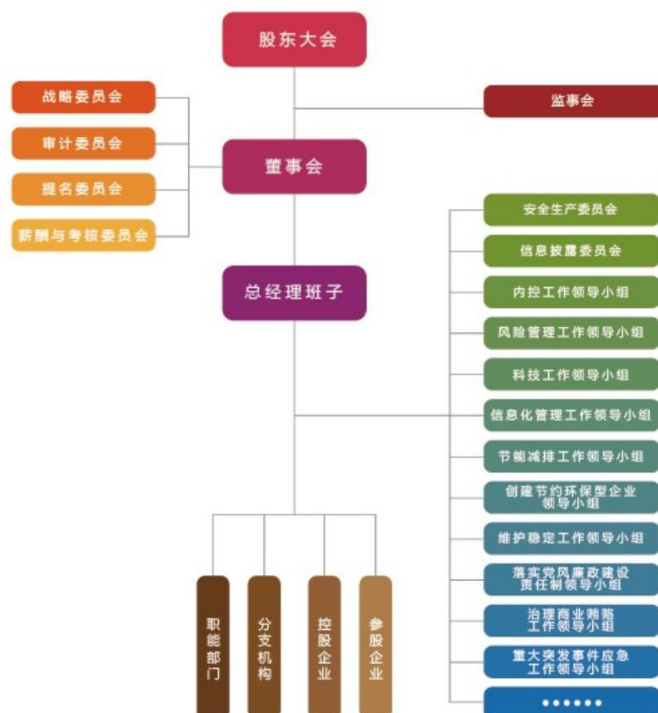 股东大会
战略委员会
监事会
审计委员会
董事会
提名委员会
薪酬与考核委员会
安全生产委员会
信息披露委员会
总经理班子
内控工作领导小组
风险管理工作领导小组
科技工作领导小组
信息化管理工作领导小组
节能减排工作领导小组
创建节约环保型企业
领导小组
维护稳定工作领导小组
落实党风廉政建设
责任制领导小组
治理商业贿赂
工作领导小组
重大突发事件应急
工作领导小组
••••••
职能部门
分支机构
控股企业
参股企业